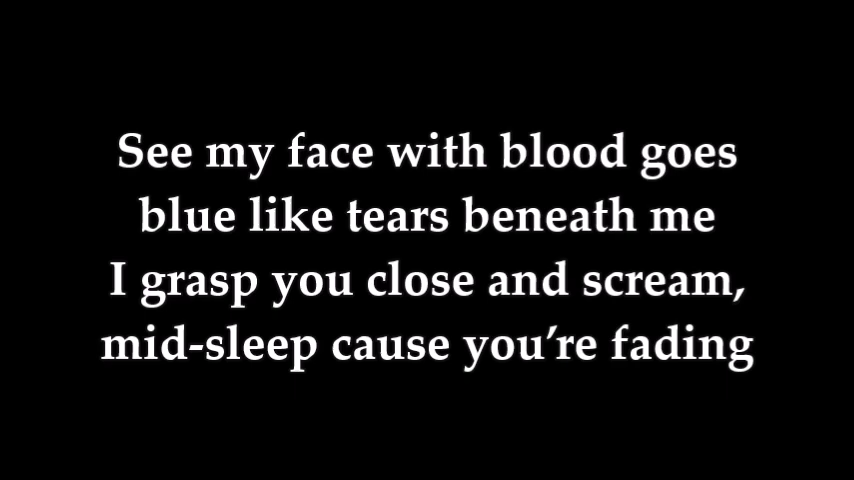 See my face with blood goes
blue like tears beneath me
I grasp you close and scream,
mid-sleep cause you’re fading